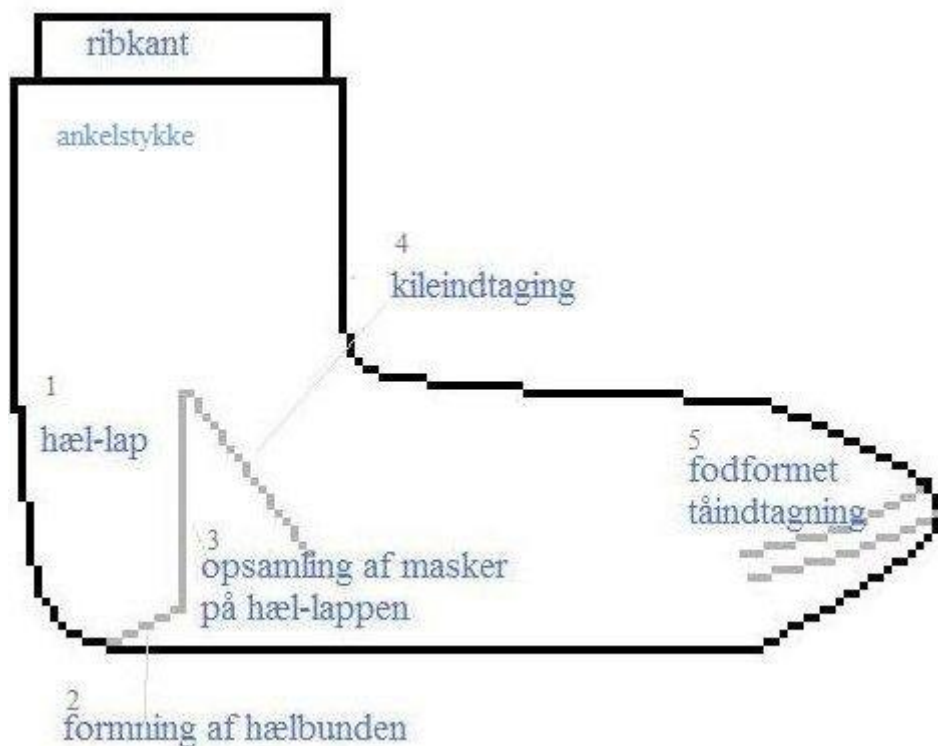 ribkant
ankelstykke
4
kileindtaging
1
hæl-lap
5
fodformet
tåindtagning
3
opsamling af masker
på hæl-lappen
2
formning af hælbunden